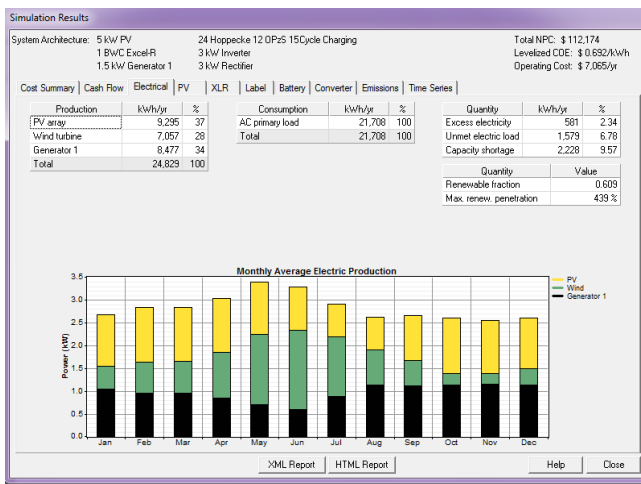 Simulation Results
System Architecture: 5 kW PV 24 Hoppecke 12 OPzS 15Cycle Charging Total NPC: $ 112,174
1 BWC Excel-R 3 kW Inverter Levelized COE: $ 0.692/kWh
1.5 kW Generator 1 3 kW Rectifier Operating Cost: $ 7,065/yr
Cost Summary Cash Flow Electrical PV XLR Label Battery Converter Emissions Time Series
Production kWh/yr %
PV array 9,295 37
Wind turbine 7,057 28
Generator 1 8,477 34
Total 24,829 100
Consumption kWh/yr %
AC primary load 21,708 100
Total 21,708 100
Quantity kWh/yr %
Excess electricity 581 2.34
Unmet electric load 1,579 6.78
Capacity shortage 2,228 9.57
Quantity Value
Renewable fraction 0.609
Max. renew. penetration 439 %
Monthly Average Electric Production
Power (kW)
3.5
3.0
2.5
2.0
1.5
1.0
0.5
0.0
Jan Feb Mar Apr May Jun Jul Aug Sep Oct Nov Dec
PV
Wind
Generator 1
XML Report HTML Report Help Close